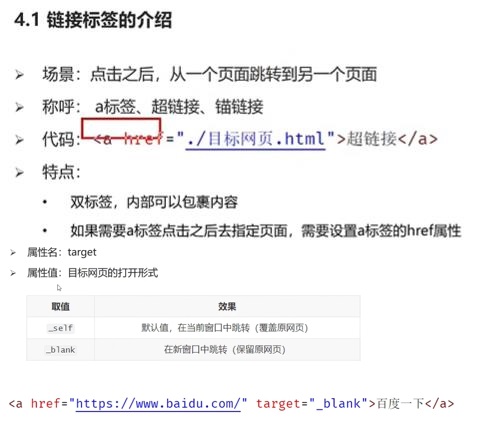 4.1 链接标签的介绍
➢ 场景：点击之后，从一个页面跳转到另一个页面
➢ 称呼： a标签、超链接、锚链接
➢ 代码：<a href="./目标网页.html">超链接</a>
➢ 特点：
• 双标签，内部可以包裹内容
• 如果需要a标签点击之后去指定页面，需要设置a标签的href属性
➢ 属性名：target
➢ 属性值：目标网页的打开形式
取值 效果
_self 默认值，在当前窗口中跳转（覆盖原网页）
_blank 在新窗口中跳转（保留原网页）
<a href="https://www.baidu.com/" target="_blank">百度一下</a>